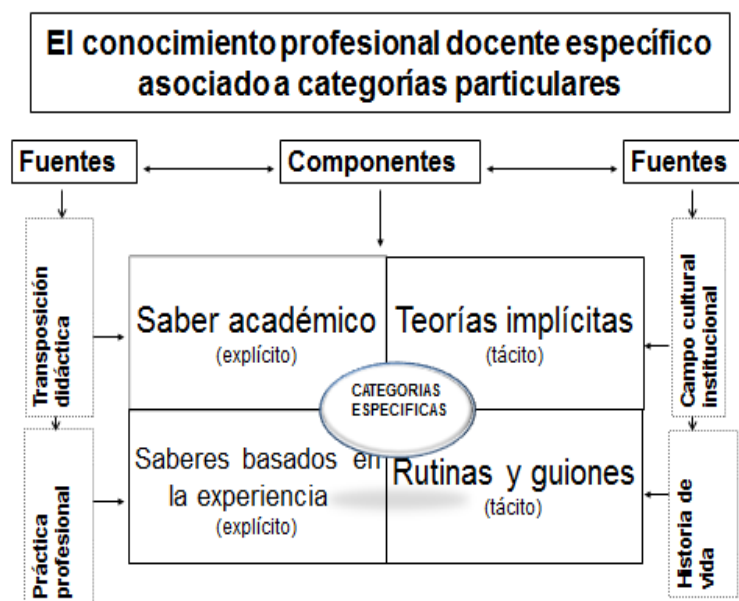 El conocimiento profesional docente específico
asociado a categorías particulares
Fuentes
Componentes
Fuentes
Transposición
didáctica
Saber académico
(explícito)
Teorías implícitas
(tácito)
Campo cultural
institucional
CATEGORIAS
ESPECIFICAS
Práctica
profesional
Saberes basados en
la experiencia
(explícito)
Rutinas y guiones
(tácito)
Historia de
vida